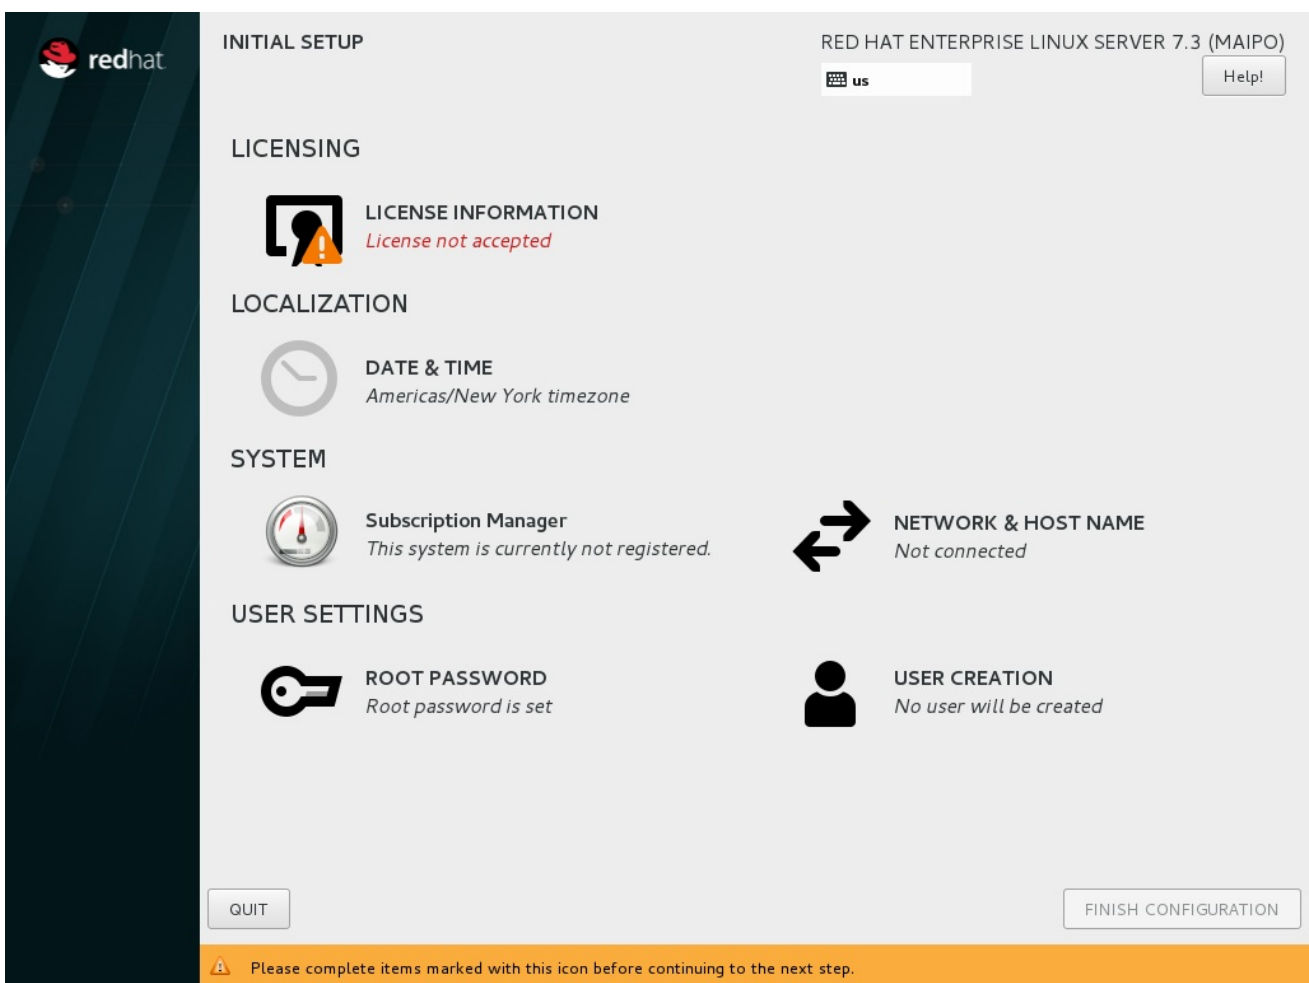 redhat
INITIAL SETUP
RED HAT ENTERPRISE LINUX SERVER 7.3 (MAIPO)
us
Help!
LICENSING
LICENSE INFORMATION
License not accepted
LOCALIZATION
DATE & TIME
Americas/New York timezone
SYSTEM
Subscription Manager
This system is currently not registered.
NETWORK & HOST NAME
Not connected
USER SETTINGS
ROOT PASSWORD
Root password is set
USER CREATION
No user will be created
QUIT
FINISH CONFIGURATION
Please complete items marked with this icon before continuing to the next step.